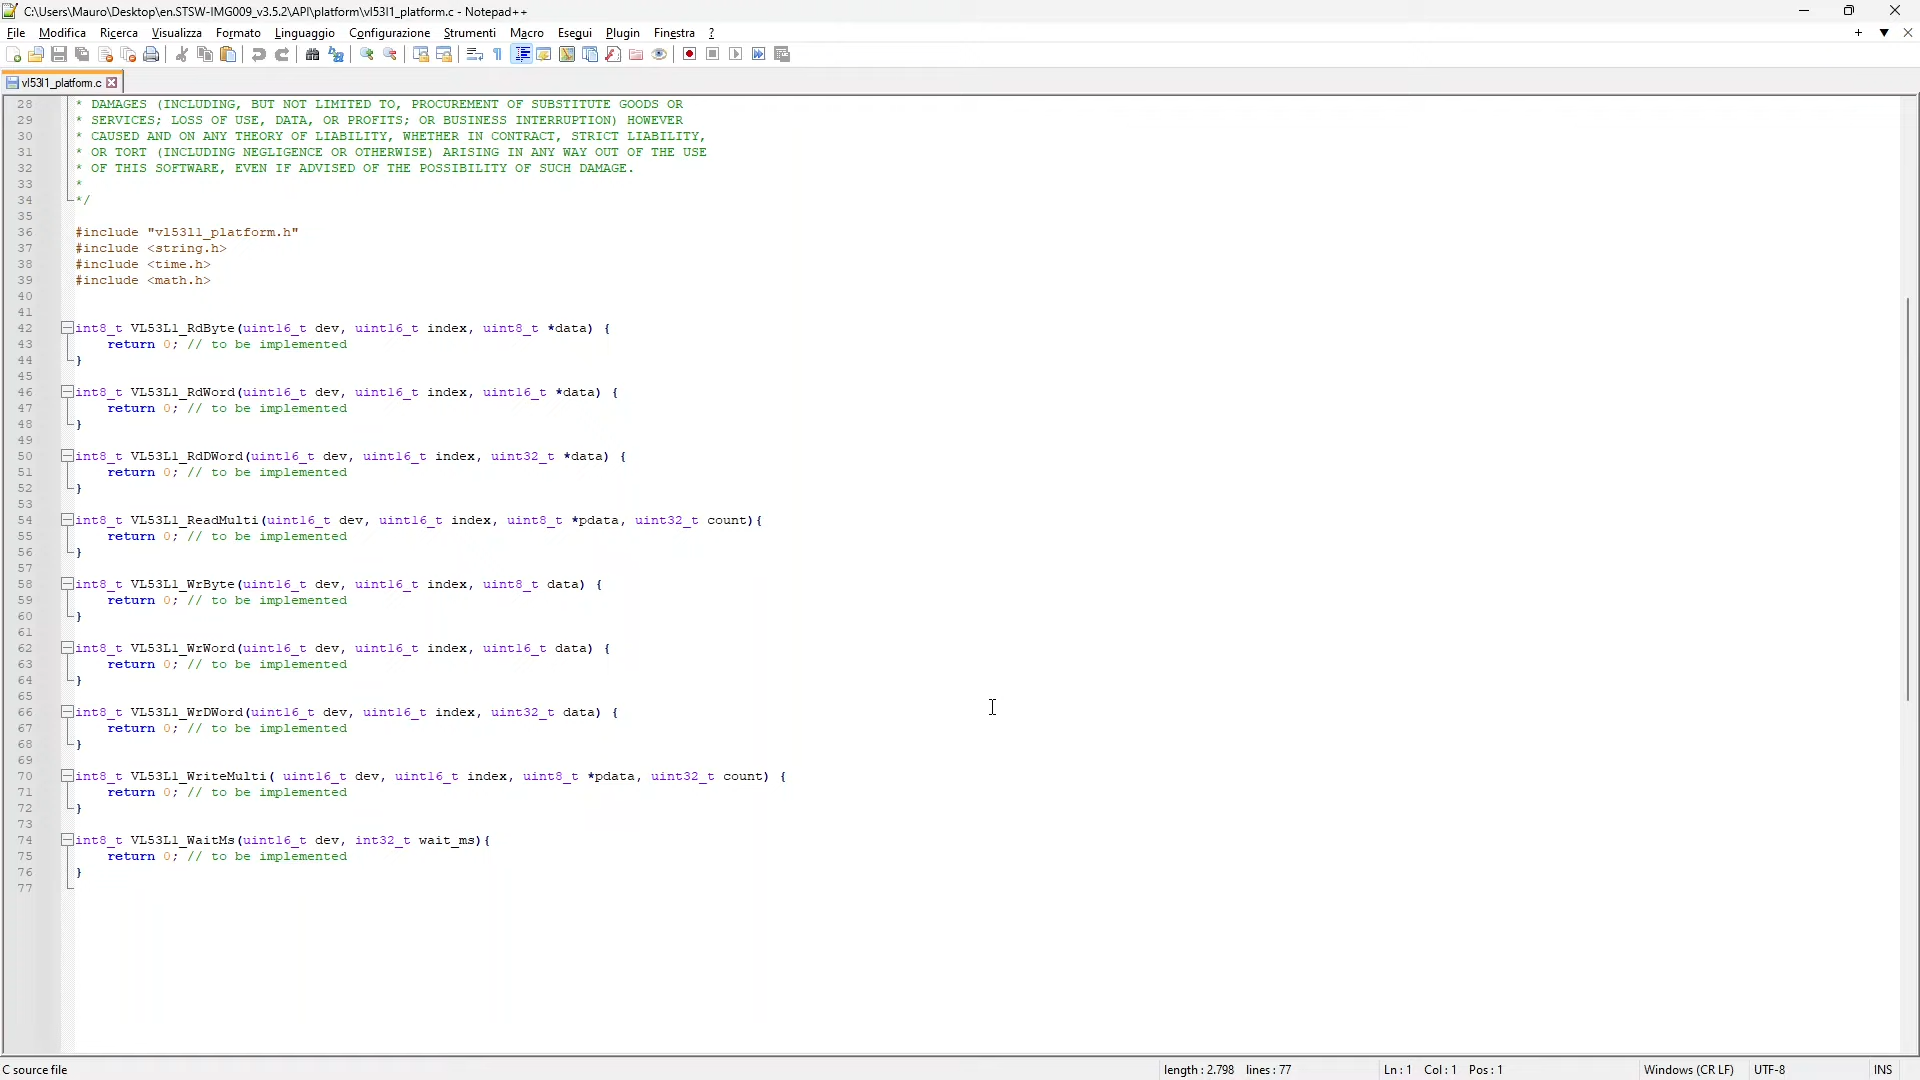 C:\Users\Mauro\Desktop\en.STSW-IMG009_v3.5.2\API\platform\vl53l1_platform.c - Notepad++
File Modifica Ricerca Visualizza Formato Linguaggio Configurazione Strumenti Macro Esegui Plugin Finestra ?
vl53l1_platform.c
28 * DAMAGES (INCLUDING, BUT NOT LIMITED TO, PROCUREMENT OF SUBSTITUTE GOODS OR
29 * SERVICES; LOSS OF USE, DATA, OR PROFITS; OR BUSINESS INTERRUPTION) HOWEVER
30 * CAUSED AND ON ANY THEORY OF LIABILITY, WHETHER IN CONTRACT, STRICT LIABILITY,
31 * OR TORT (INCLUDING NEGLIGENCE OR OTHERWISE) ARISING IN ANY WAY OUT OF THE USE
32 * OF THIS SOFTWARE, EVEN IF ADVISED OF THE POSSIBILITY OF SUCH DAMAGE.
33 *
34 */
35
36 #include "vl53l1_platform.h"
37 #include <string.h>
38 #include <time.h>
39 #include <math.h>
40
41
42 int8_t VL53L1_RdByte(uint16_t dev, uint16_t index, uint8_t *data) {
43 return 0; // to be implemented
44 }
45
46 int8_t VL53L1_RdWord(uint16_t dev, uint16_t index, uint16_t *data) {
47 return 0; // to be implemented
48 }
49
50 int8_t VL53L1_RdDWord(uint16_t dev, uint16_t index, uint32_t *data) {
51 return 0; // to be implemented
52 }
53
54 int8_t VL53L1_ReadMulti(uint16_t dev, uint16_t index, uint8_t *pdata, uint32_t count){
55 return 0; // to be implemented
56 }
57
58 int8_t VL53L1_WrByte(uint16_t dev, uint16_t index, uint8_t data) {
59 return 0; // to be implemented
60 }
61
62 int8_t VL53L1_WrWord(uint16_t dev, uint16_t index, uint16_t data) {
63 return 0; // to be implemented
64 }
65
66 int8_t VL53L1_WrDWord(uint16_t dev, uint16_t index, uint32_t data) {
67 return 0; // to be implemented
68 }
69
70 int8_t VL53L1_WriteMulti( uint16_t dev, uint16_t index, uint8_t *pdata, uint32_t count) {
71 return 0; // to be implemented
72 }
73
74 int8_t VL53L1_WaitMs(uint16_t dev, int32_t wait_ms){
75 return 0; // to be implemented
76 }
77
C source file length : 2.798 lines : 77 Ln : 1 Col : 1 Pos : 1 Windows (CR LF) UTF-8 INS